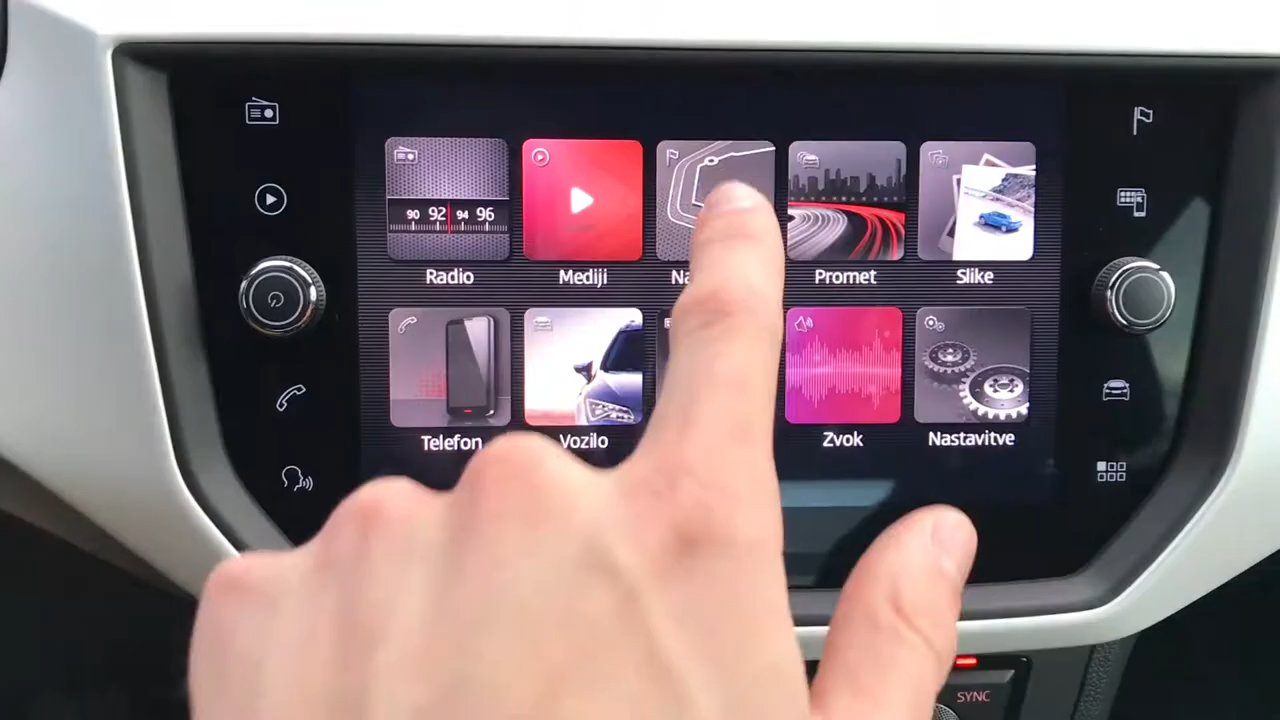 90 92 94 96
Radio
Mediji
Promet
Slike
Telefon
Vozilo
Zvok
Nastavitve
SYNC